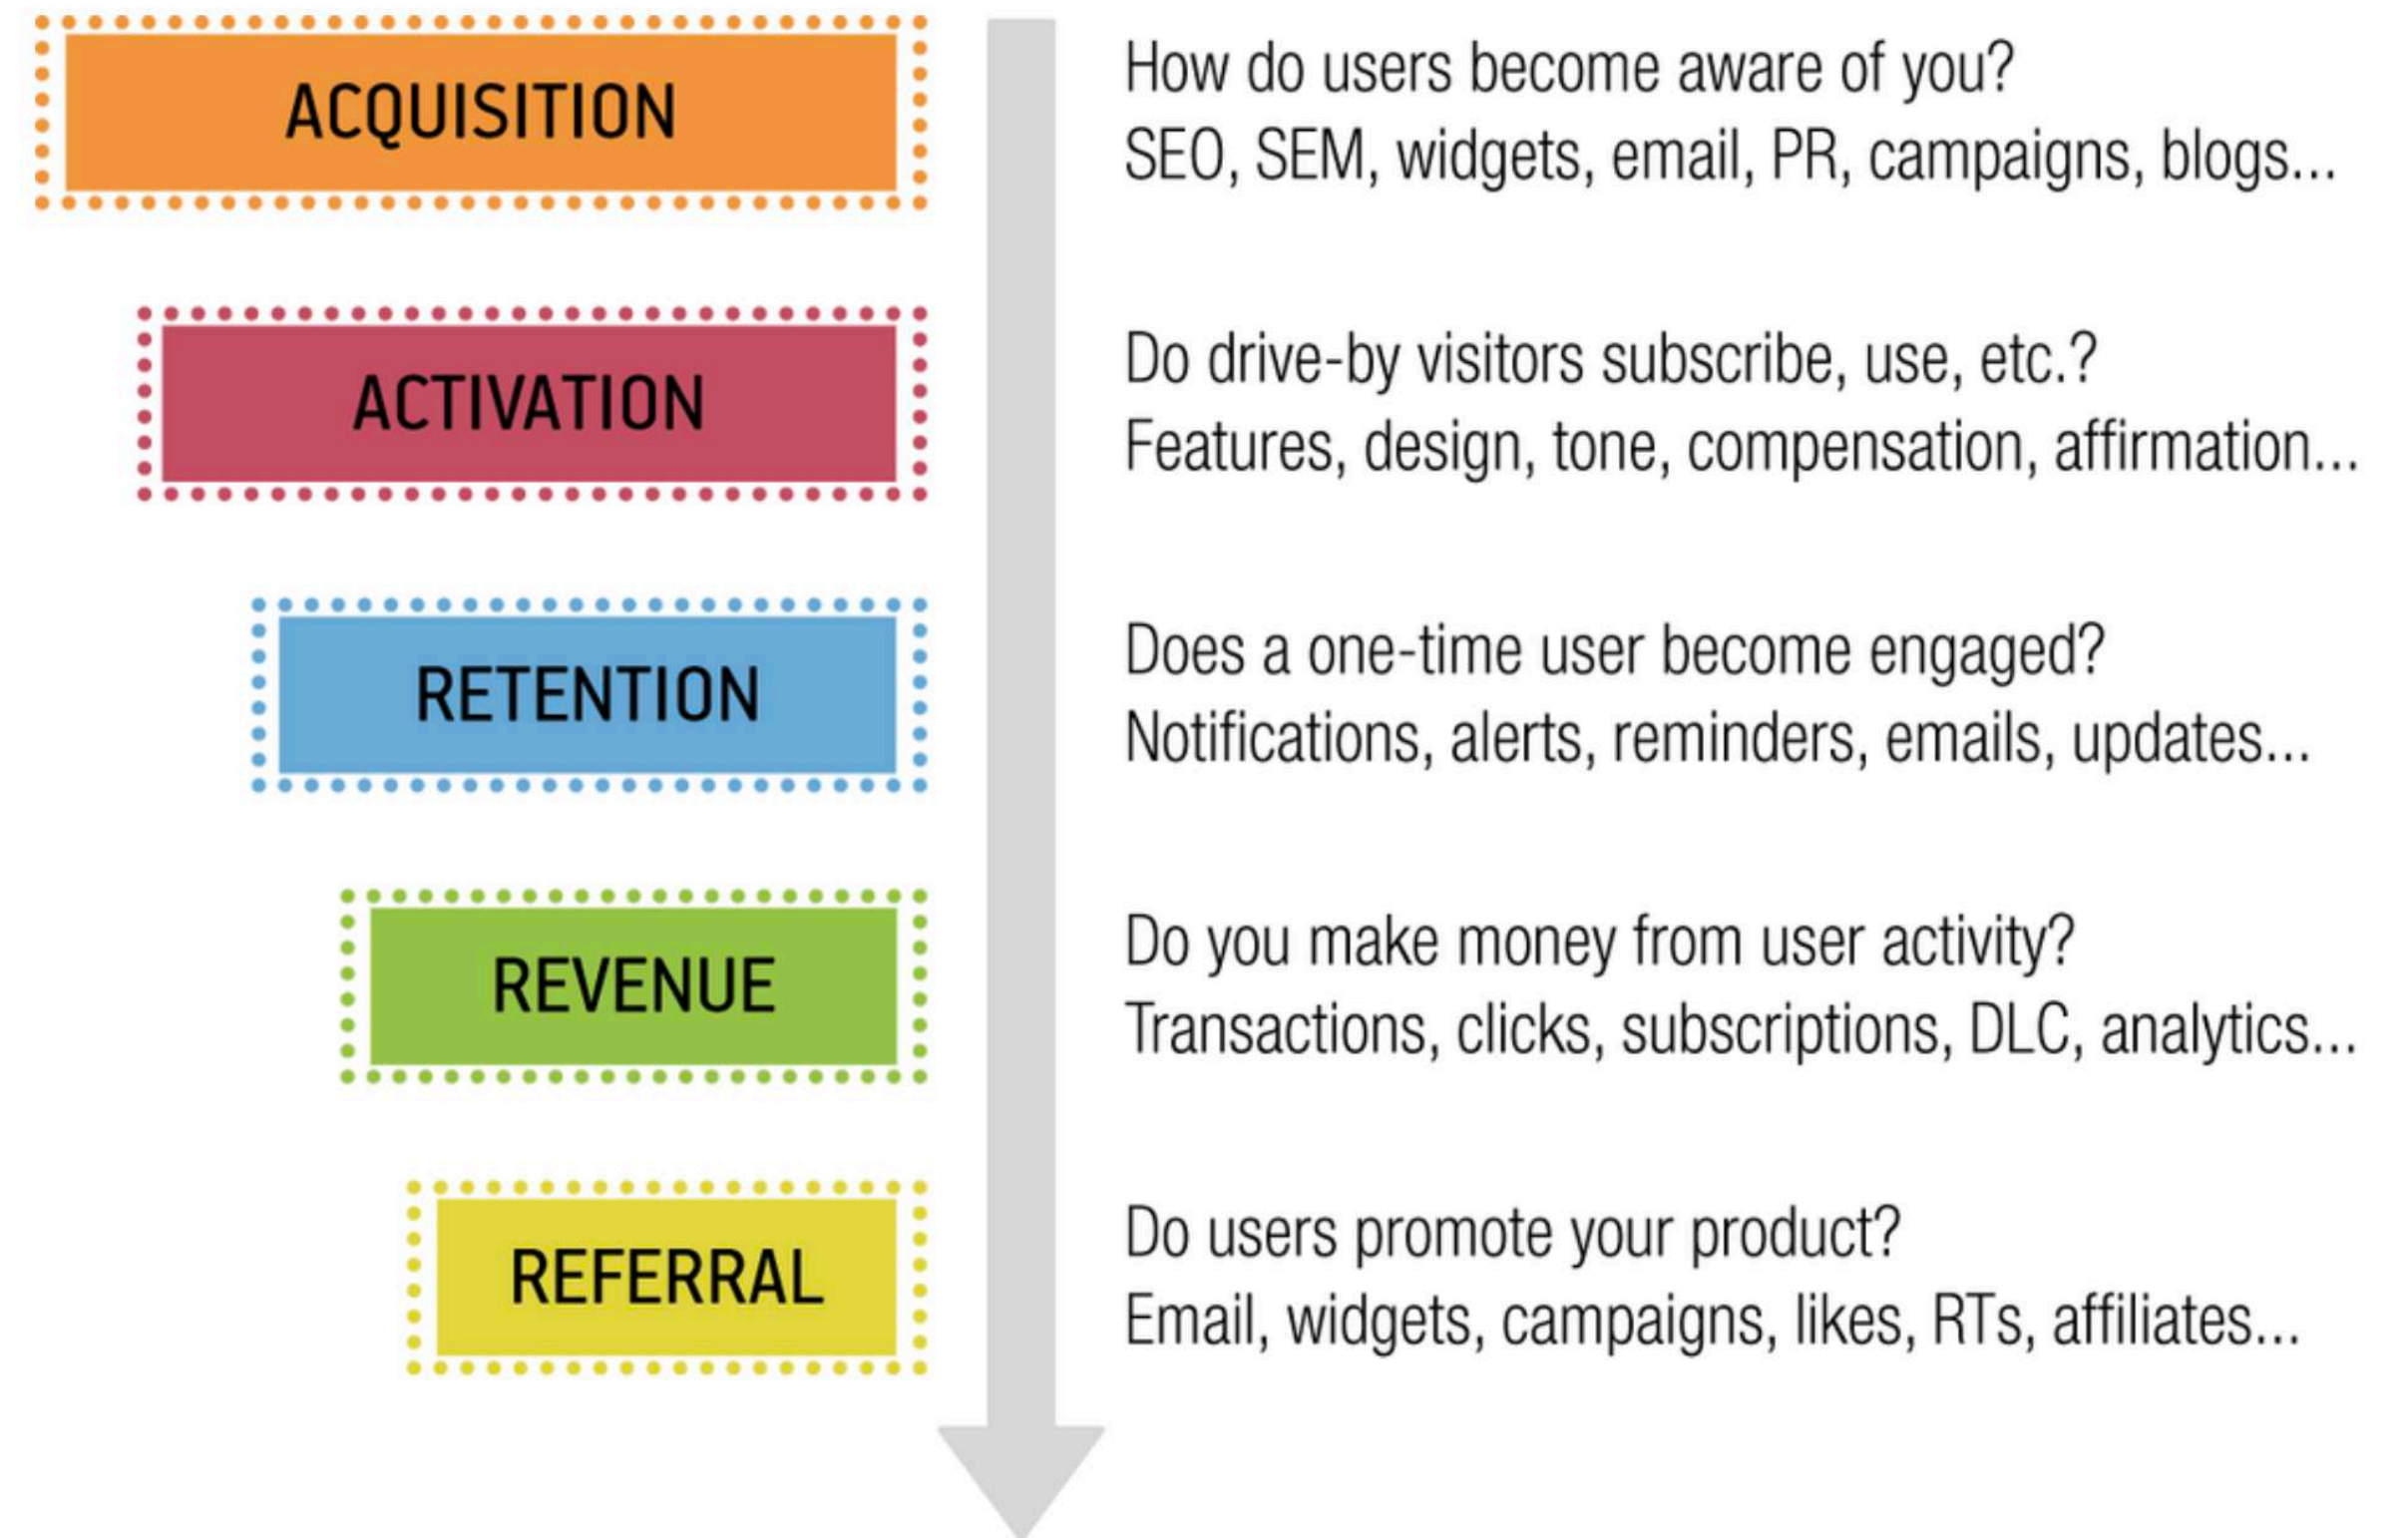 ACQUISITION
How do users become aware of you?
SEO, SEM, widgets, email, PR, campaigns, blogs...
ACTIVATION
Do drive-by visitors subscribe, use, etc.?
Features, design, tone, compensation, affirmation...
RETENTION
Does a one-time user become engaged?
Notifications, alerts, reminders, emails, updates...
REVENUE
Do you make money from user activity?
Transactions, clicks, subscriptions, DLC, analytics...
REFERRAL
Do users promote your product?
Email, widgets, campaigns, likes, RTs, affiliates...